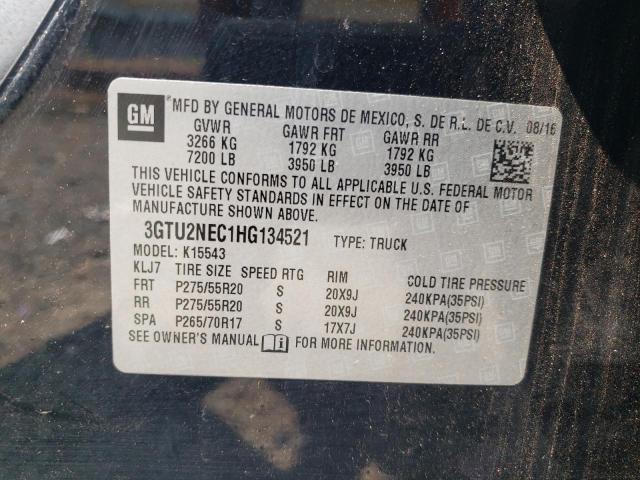 GM
MFD BY GENERAL MOTORS DE MEXICO, S. DE R.L. DE C.V. 08/16
GVWR GAWR FRT GAWR RR
3266 KG 1792 KG 1792 KG
7200 LB 3950 LB 3950 LB
THIS VEHICLE CONFORMS TO ALL APPLICABLE U.S. FEDERAL MOTOR
VEHICLE SAFETY STANDARDS IN EFFECT ON THE DATE OF
MANUFACTURE SHOWN ABOVE.
3GTU2NEC1HG134521 TYPE: TRUCK
MODEL: K15543
KLJ7 TIRE SIZE SPEED RTG RIM COLD TIRE PRESSURE
FRT P275/55R20 S 20X9J 240KPA(35PSI)
RR P275/55R20 S 20X9J 240KPA(35PSI)
SPA P265/70R17 S 17X7J 240KPA(35PSI)
SEE OWNER'S MANUAL FOR MORE INFORMATION.